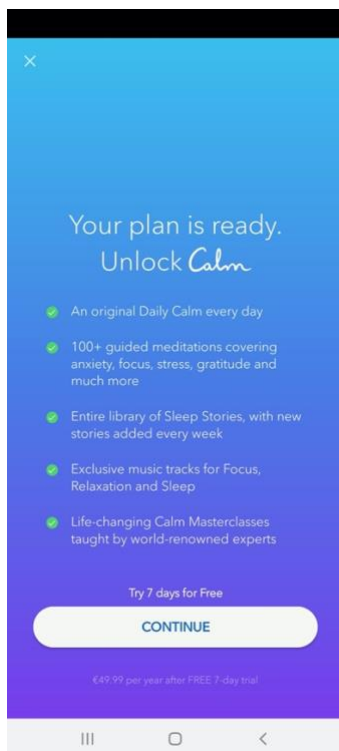 Your plan is ready.
Unlock Calm
An original Daily Calm every day
100+ guided meditations covering
anxiety, focus, stress, gratitude and
much more
Entire library of Sleep Stories, with new
stories added every week
Exclusive music tracks for Focus,
Relaxation and Sleep
Life-changing Calm Masterclasses
taught by world-renowned experts
Try 7 days for Free
CONTINUE
€49.99 per year after FREE 7-day trial